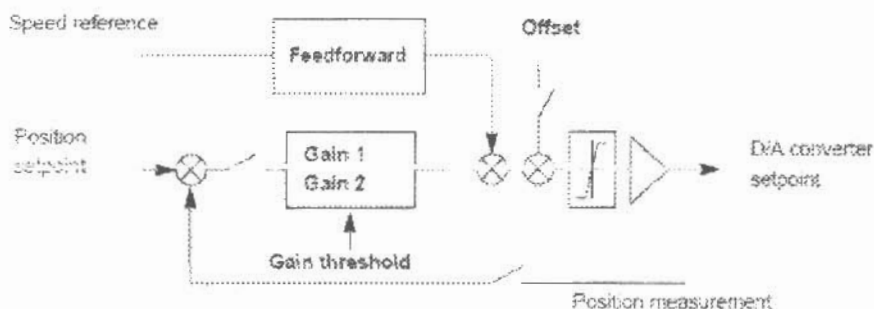 Speed reference
Offset
Feedforward
Position
setpoint
Gain 1
Gain 2
D/A converter
setpoint
Gain threshold
Position measurement